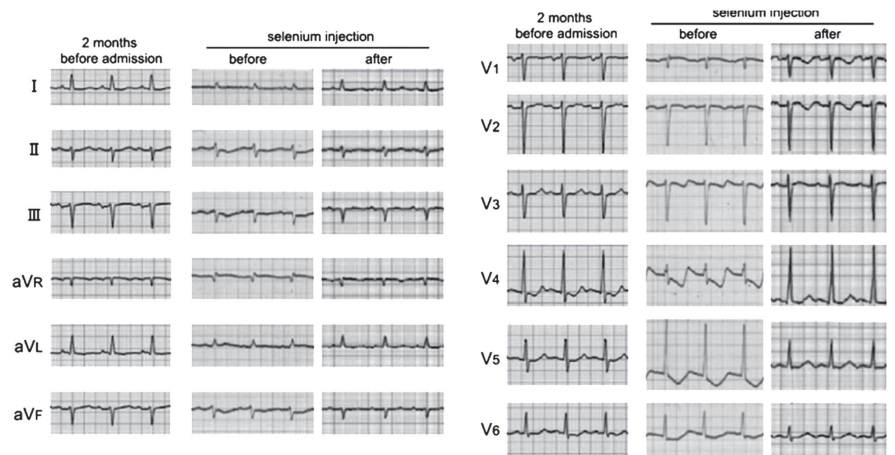 2 months
before admission
selenium injection
before after
I
II
III
aVR
aVL
aVF
2 months
before admission
selenium injection
before after
V1
V2
V3
V4
V5
V6